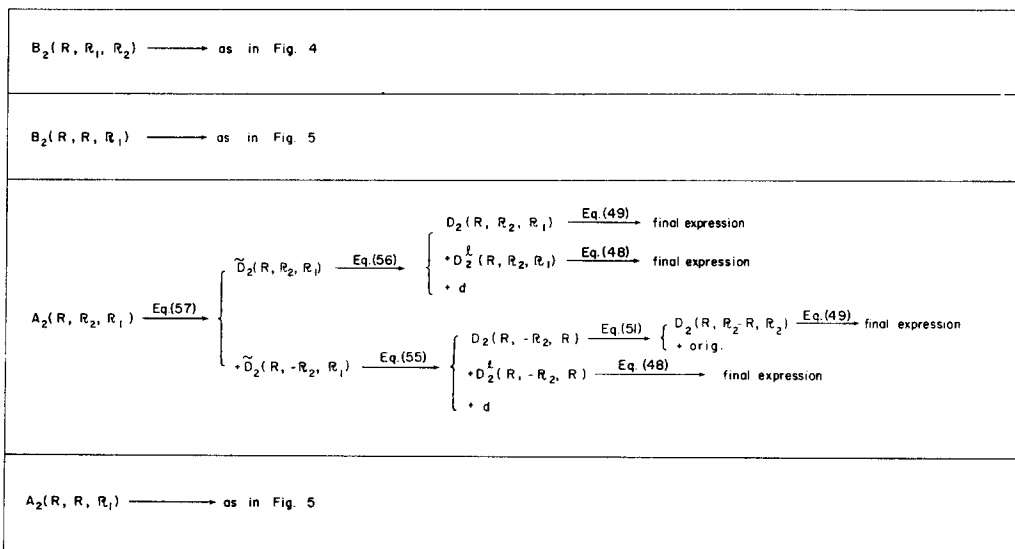 B₂(R, R₁, R₂) ⟶ as in Fig. 4
B₂(R, R, R₁) ⟶ as in Fig. 5
D₂(R, R₂, R₁) Eq.(49) ⟶ final expression
D̃₂(R, R₂, R₁) Eq.(56) ⟶ + D₂ˡ(R, R₂, R₁) Eq.(48) ⟶ final expression
+ d
A₂(R, R₂, R₁) Eq.(57) ⟶
D₂(R, -R₂, R) Eq.(51) ⟶ D₂(R, R₂-R, R₂) Eq.(49) ⟶ final expression
+ orig.
+ D̃₂(R, -R₂, R₁) Eq.(55) ⟶ + D₂ˡ(R, -R₂, R) Eq.(48) ⟶ final expression
+ d
A₂(R, R, R₁) ⟶ as in Fig. 5